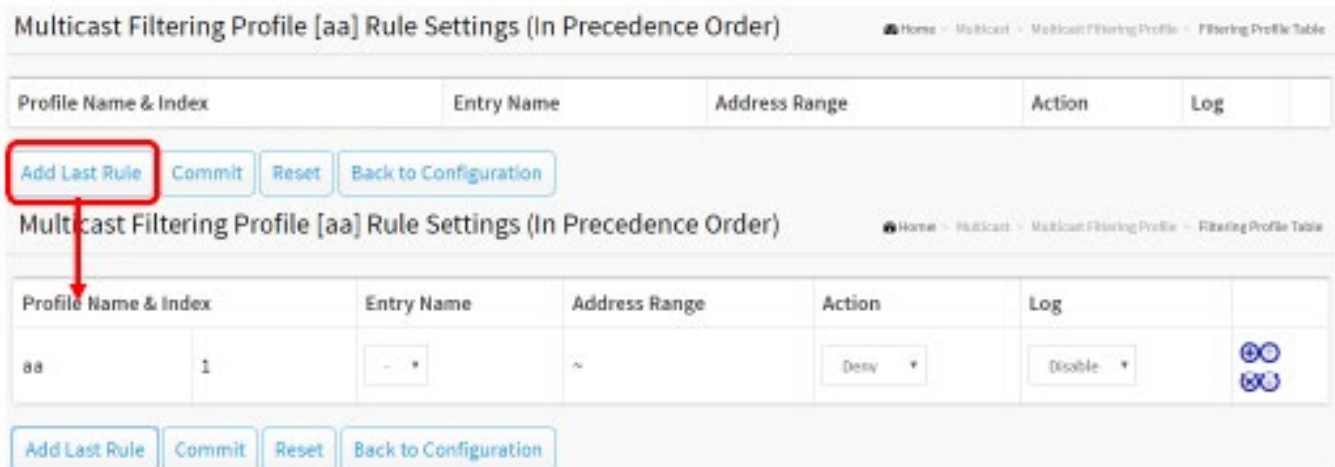 Multicast Filtering Profile [aa] Rule Settings (In Precedence Order) Home - Multicast - Multicast Filtering Profile - Filtering Profile Table
Profile Name & Index Entry Name Address Range Action Log
Add Last Rule Commit Reset Back to Configuration
Multicast Filtering Profile [aa] Rule Settings (In Precedence Order) Home - Multicast - Multicast Filtering Profile - Filtering Profile Table
Profile Name & Index Entry Name Address Range Action Log
aa 1 - ~ Deny Disable
Add Last Rule Commit Reset Back to Configuration